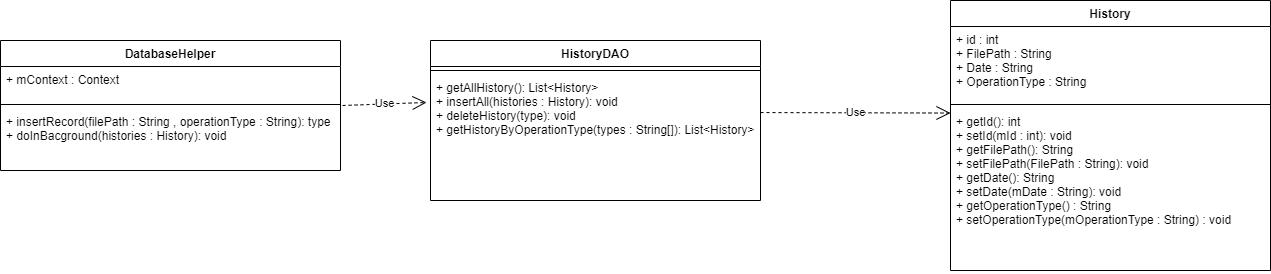 DatabaseHelper
+ mContext : Context
+ insertRecord(filePath : String , operationType : String): type
+ doInBacground(histories : History): void
Use
HistoryDAO
+ getAllHistory(): List<History>
+ insertAll(histories : History): void
+ deleteHistory(type): void
+ getHistoryByOperationType(types : String[]): List<History>
Use
History
+ id : int
+ FilePath : String
+ Date : String
+ OperationType : String
+ getId(): int
+ setId(mId : int): void
+ getFilePath(): String
+ setFilePath(FilePath : String): void
+ getDate(): String
+ setDate(mDate : String): void
+ getOperationType() : String
+ setOperationType(mOperationType : String) : void